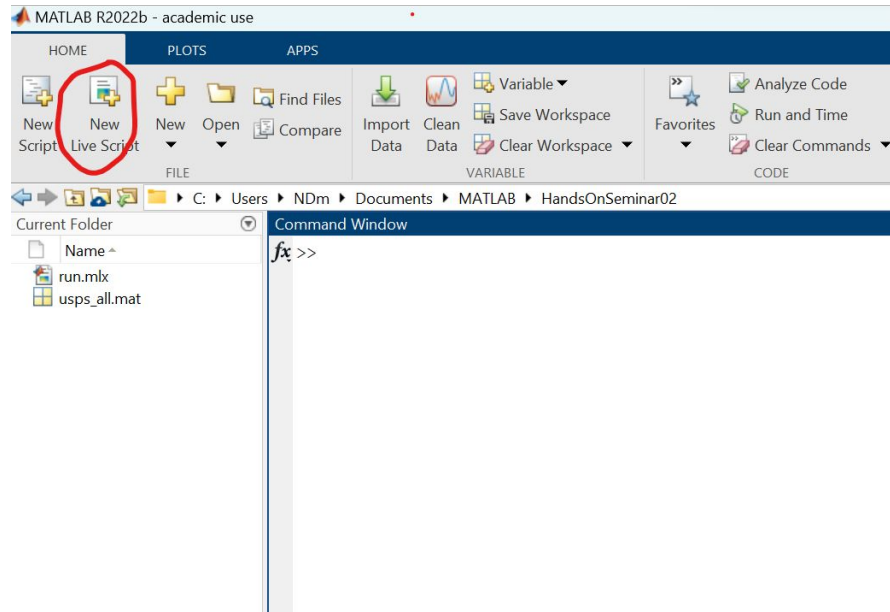 MATLAB R2022b - academic use
HOME PLOTS APPS
New Script
New Live Script
New
Open
Find Files
Compare
Import Data
Clean Data
Variable
Save Workspace
Clear Workspace
Favorites
Analyze Code
Run and Time
Clear Commands
FILE VARIABLE CODE
C: Users NDm Documents MATLAB HandsOnSeminar02
Current Folder
Name
run.mlx
usps_all.mat
Command Window
fx >>